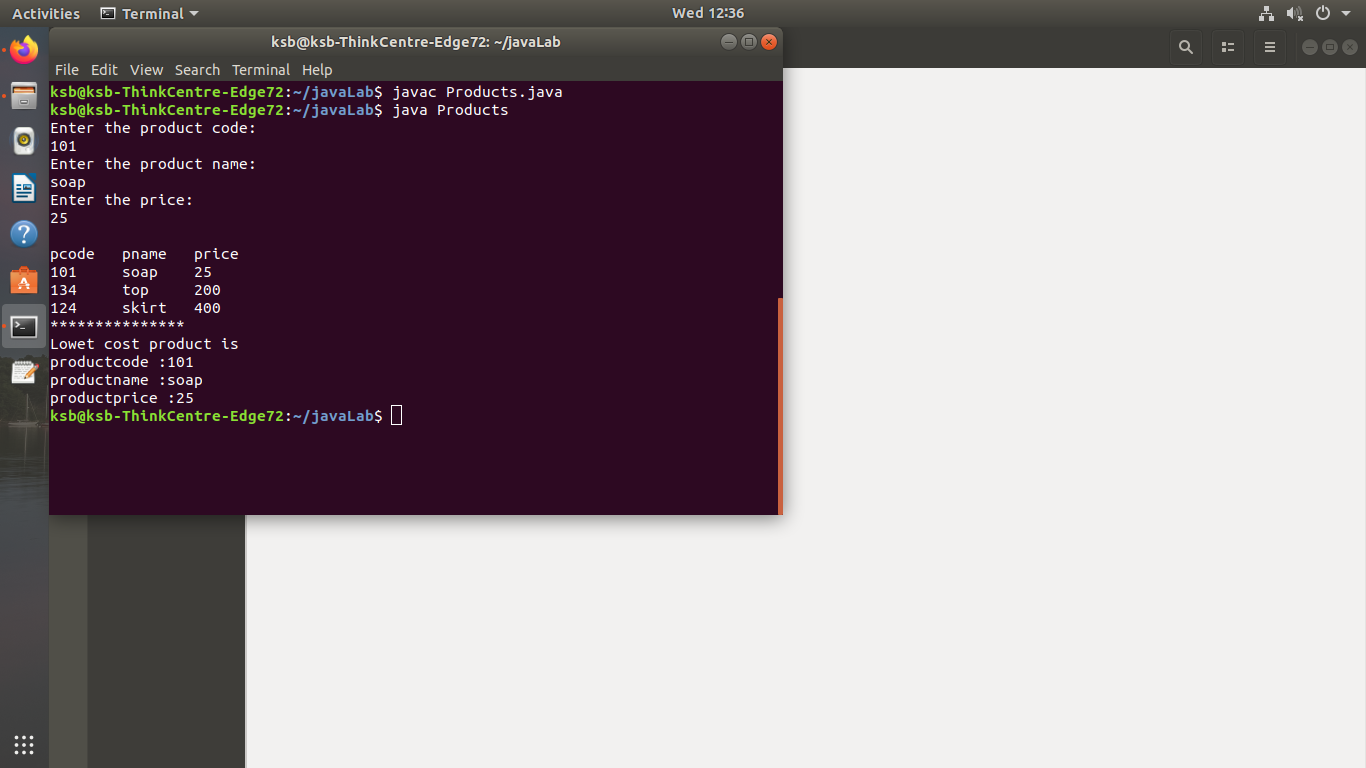 Activities Terminal Wed 12:36
ksb@ksb-ThinkCentre-Edge72: ~/javaLab
File Edit View Search Terminal Help
ksb@ksb-ThinkCentre-Edge72:~/javaLab$ javac Products.java
ksb@ksb-ThinkCentre-Edge72:~/javaLab$ java Products
Enter the product code:
101
Enter the product name:
soap
Enter the price:
25
pcode pname price
101 soap 25
134 top 200
124 skirt 400
***************
Lowet cost product is
productcode :101
productname :soap
productprice :25
ksb@ksb-ThinkCentre-Edge72:~/javaLab$